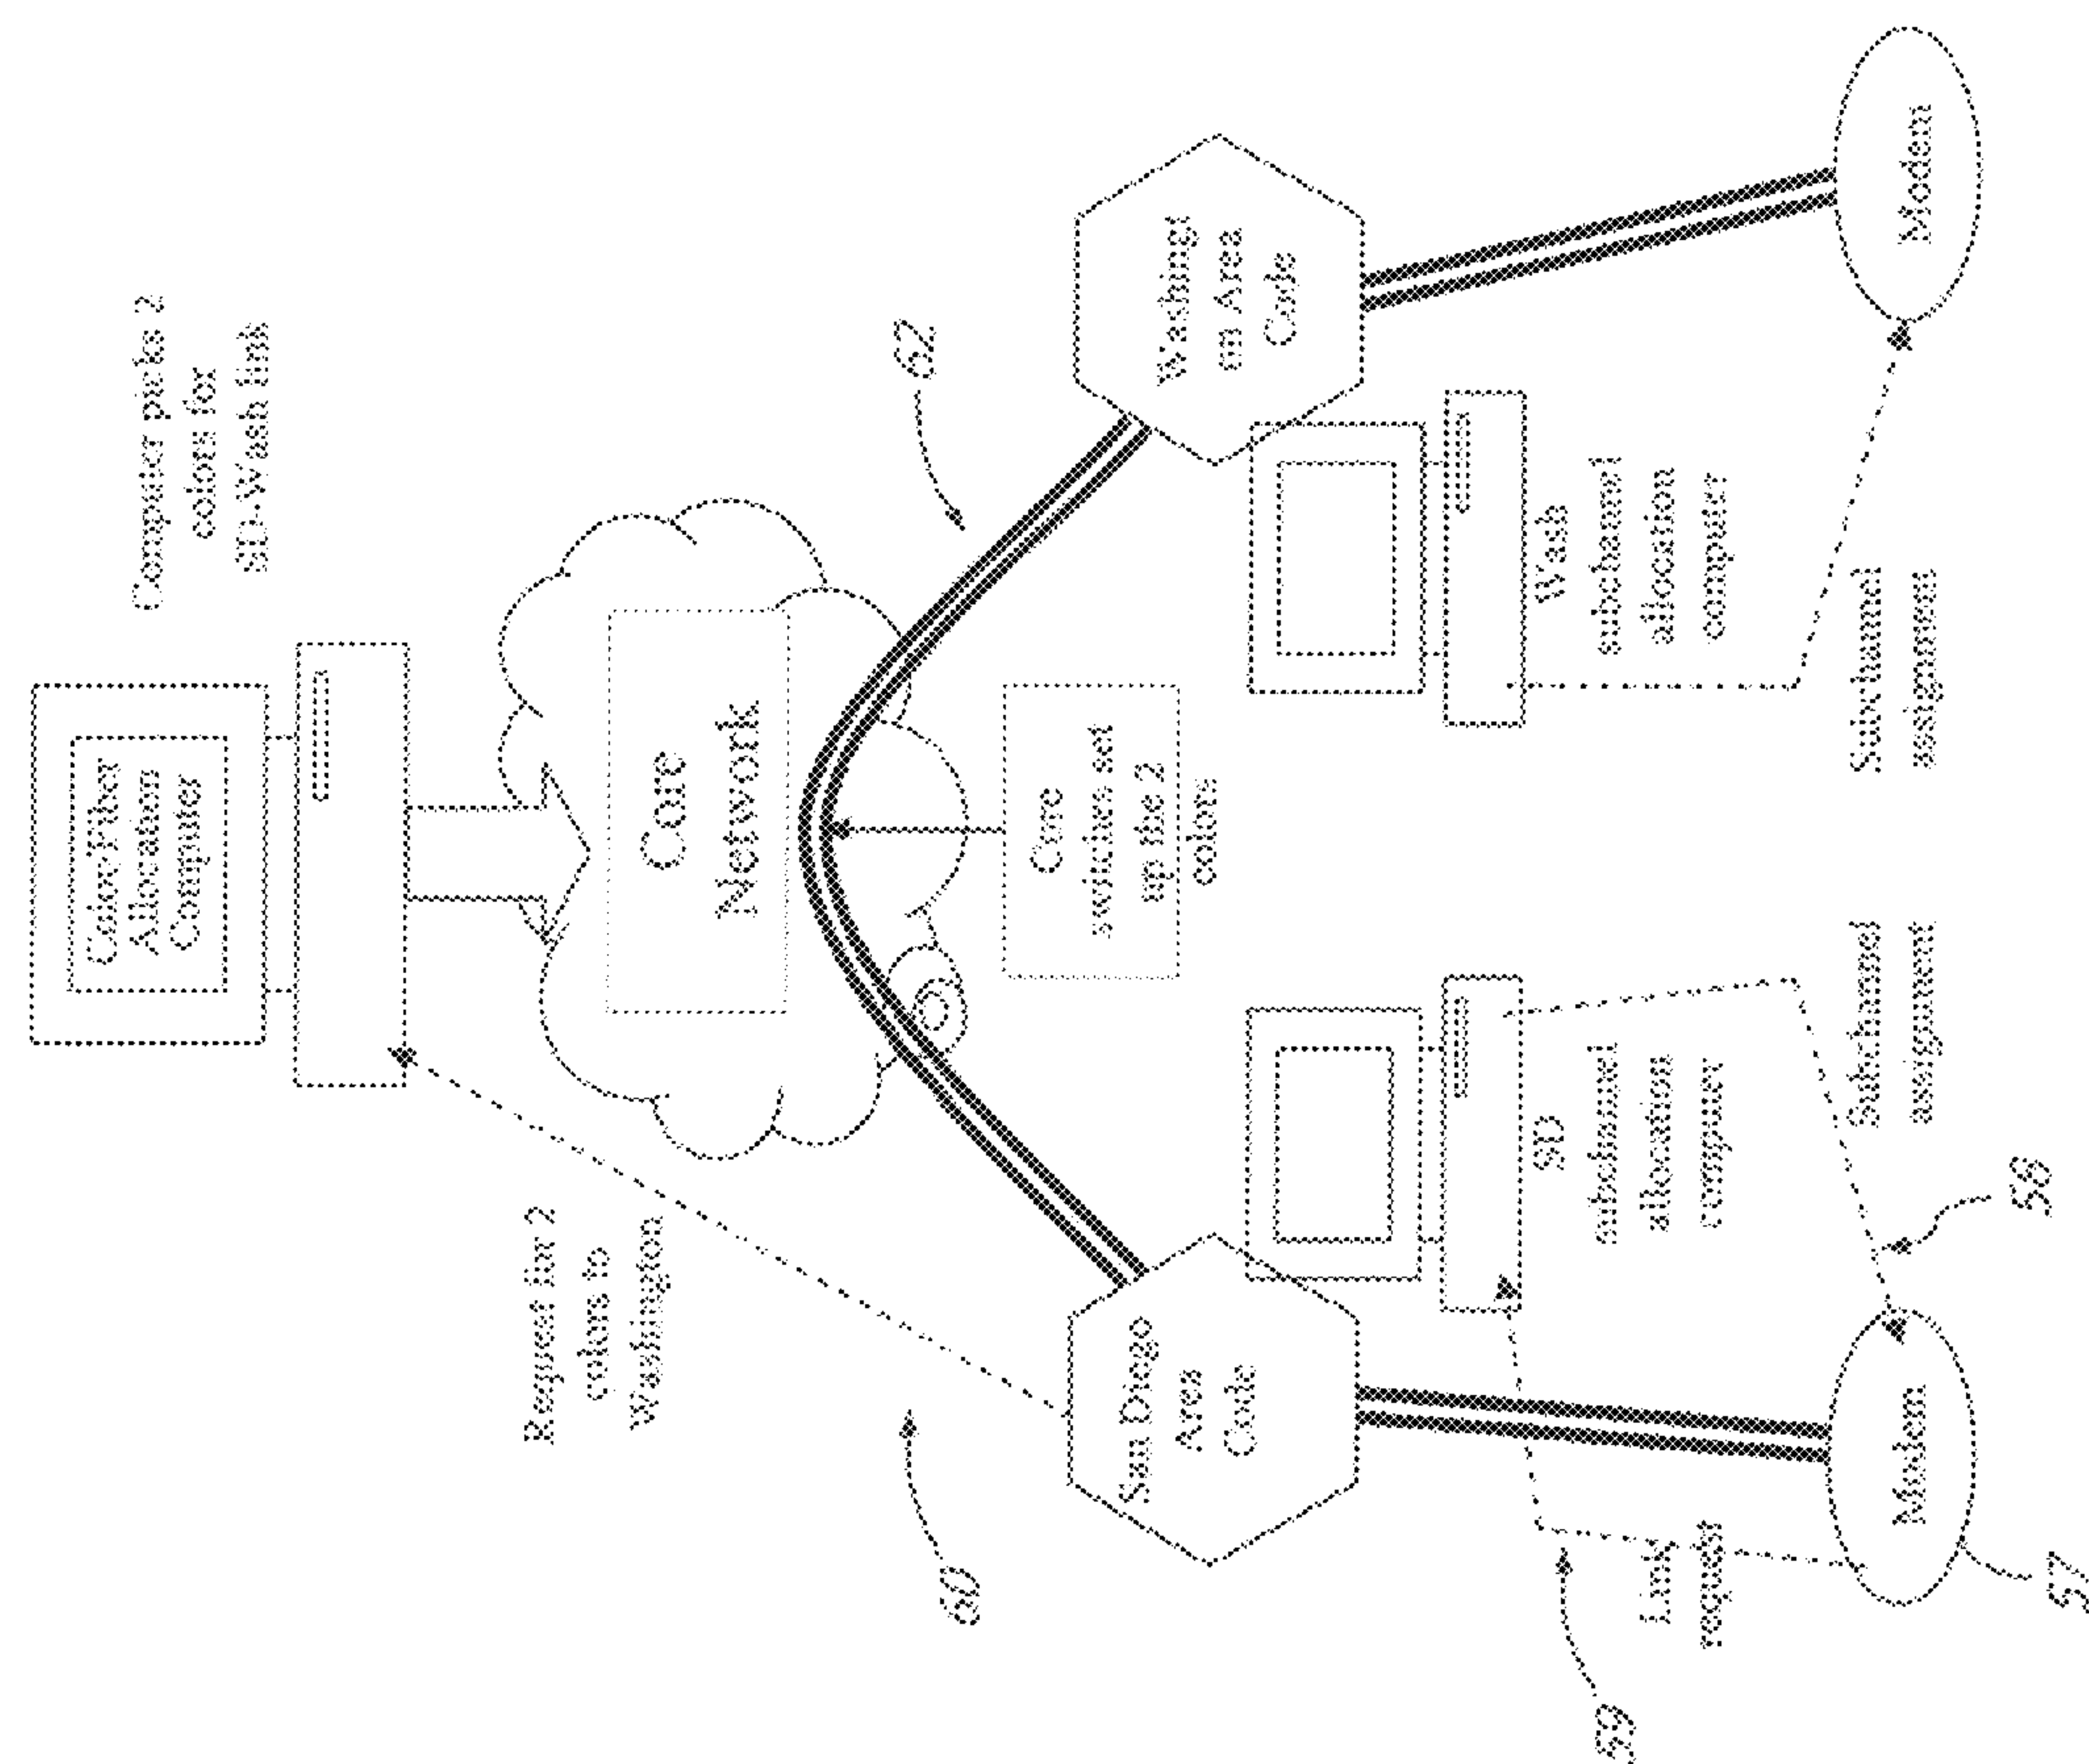 Computer picks 2
colors for
SD-Wash link
Color/Fiber
Allocation
Computer
Request for 2
colors to
Washington
Core
Network
62
60
Core
switches set
up the 2
colors
San Diego
Area
Code
Washingt
on Area
Code
SD
subchannel
allocation
computer
Wash
subchannel
allocation
computer
59
Link
request
Subchannel
assignment
Subchannel
assignment
Modem
Modem
57
58